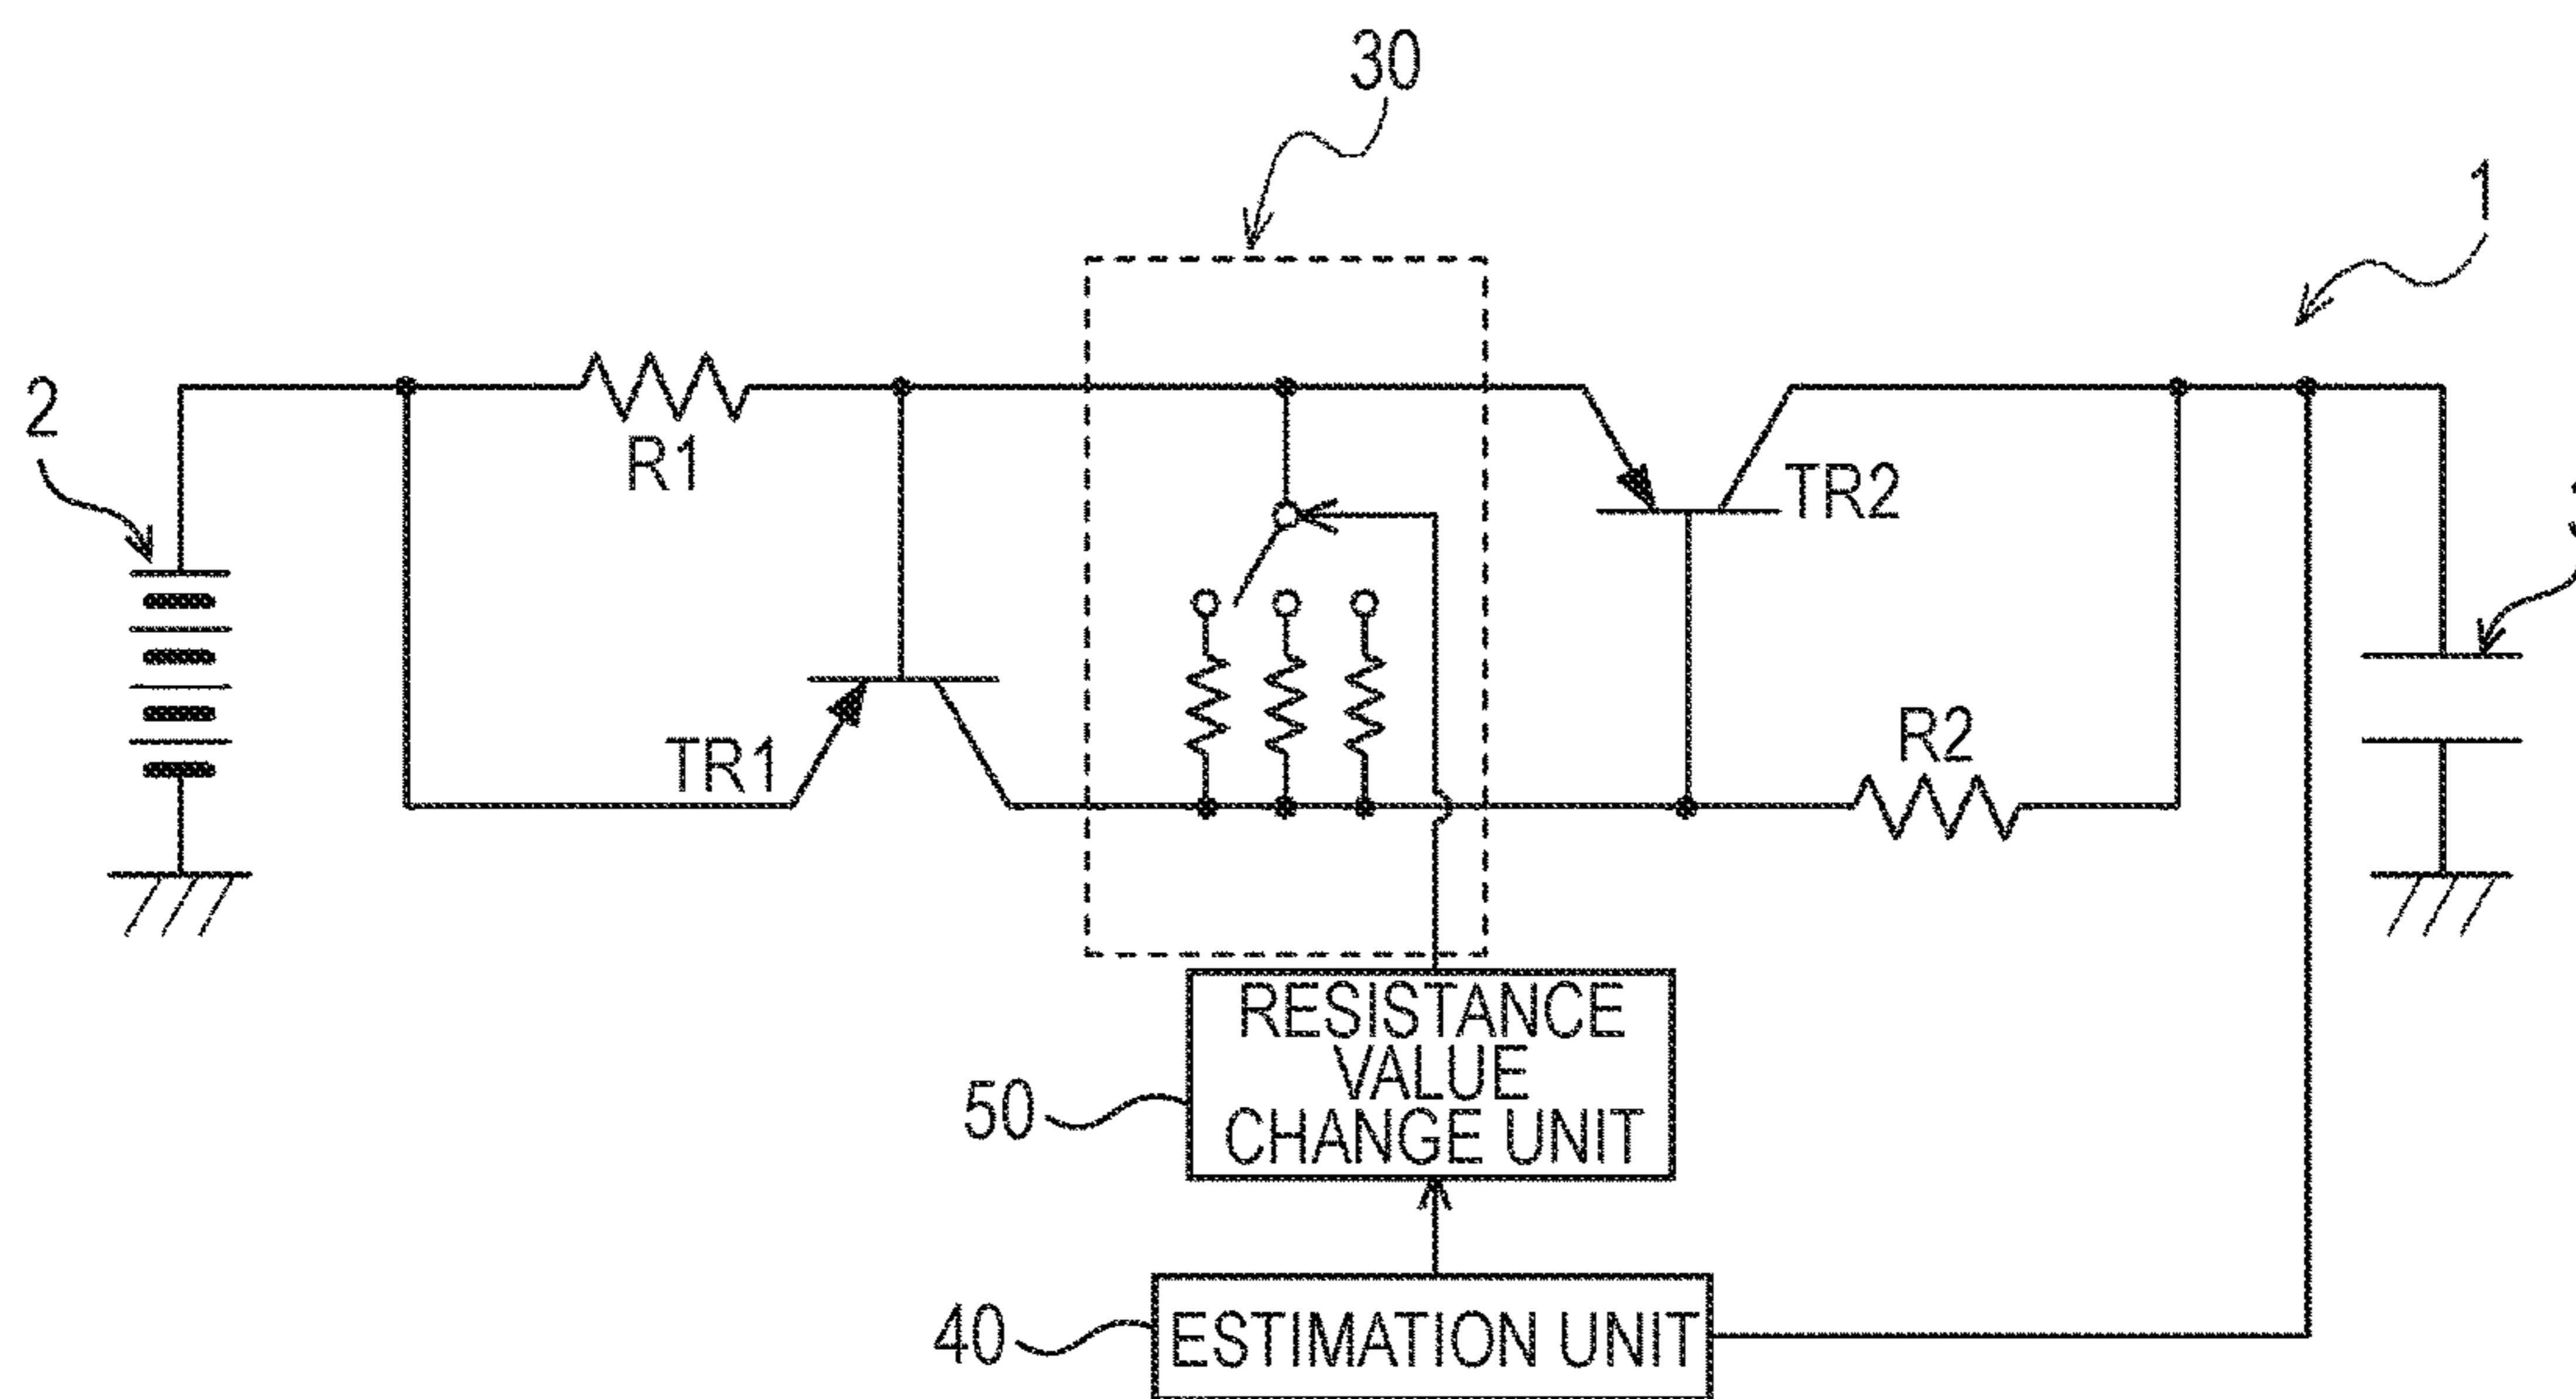 30
1
2
R1
TR2
TR1
R2
RESISTANCE
VALUE
CHANGE UNIT
50
40
ESTIMATION UNIT